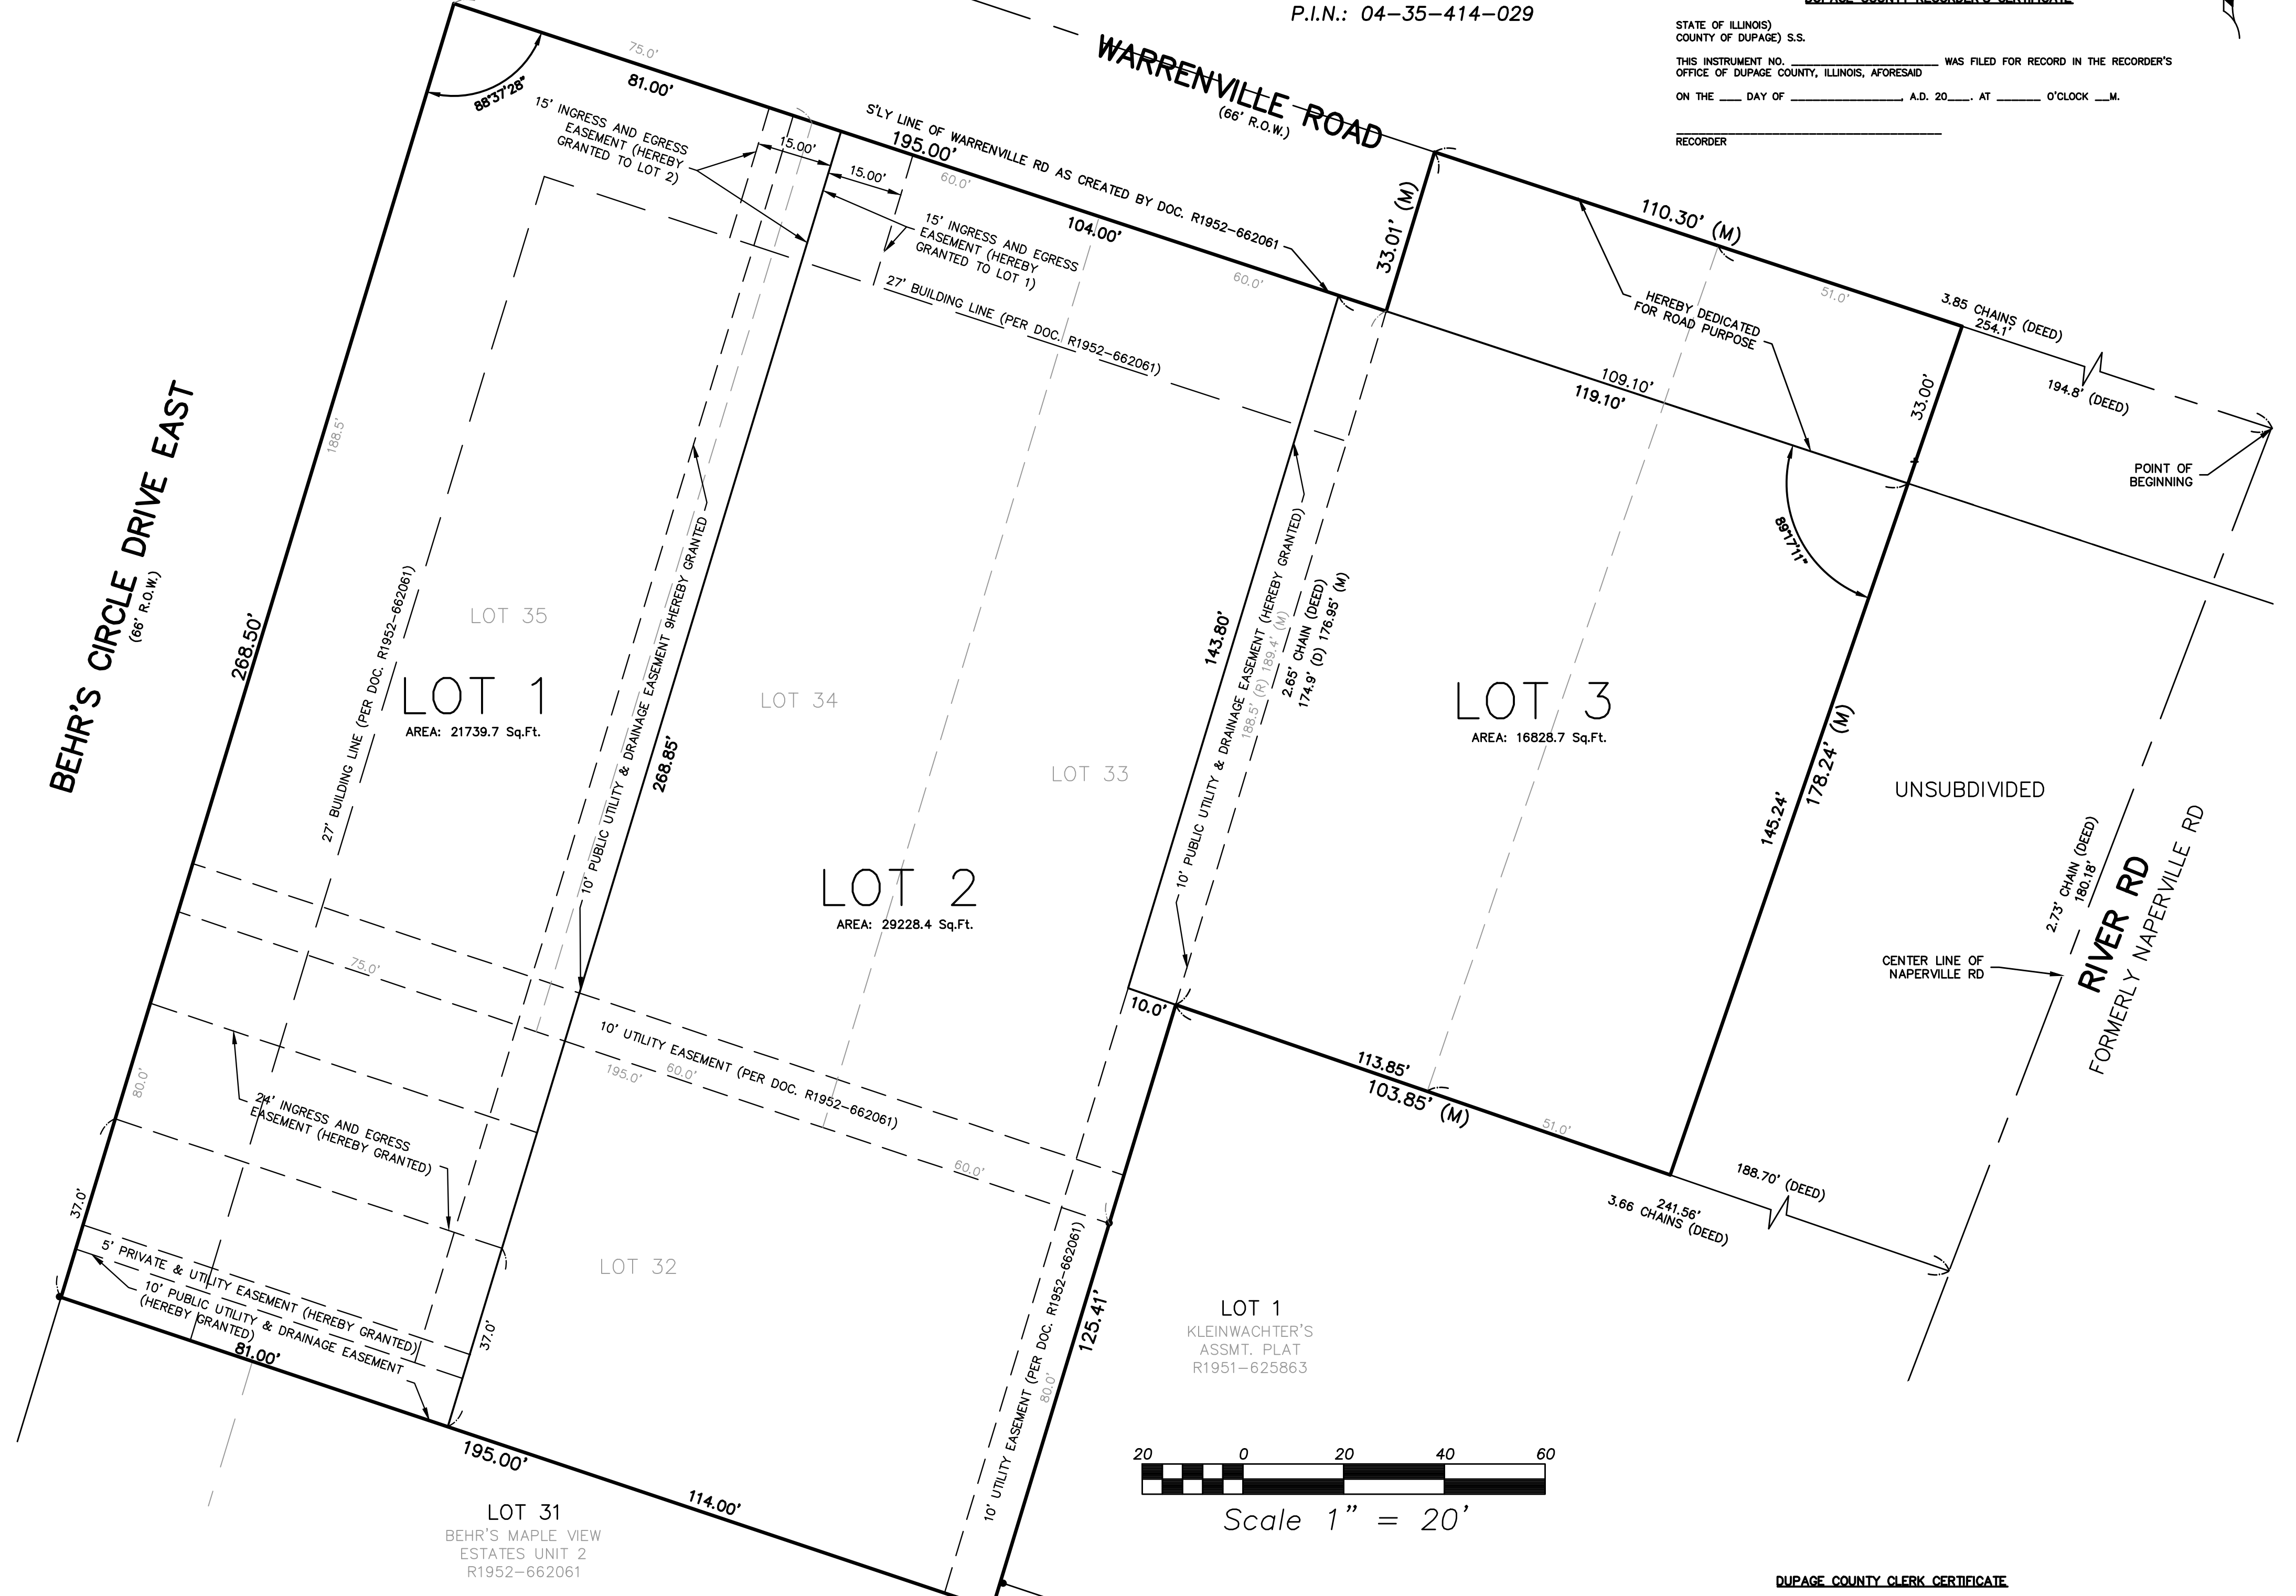 P.I.N.: 04-35-414-029
DUPAGE COUNTY RECORDER'S CERTIFICATE
STATE OF ILLINOIS)
COUNTY OF DUPAGE) S.S.
THIS INSTRUMENT NO. ____________________ WAS FILED FOR RECORD IN THE RECORDER'S
OFFICE OF DUPAGE COUNTY, ILLINOIS, AFORESAID
ON THE ___ DAY OF _______________, A.D. 20___. AT ______ O'CLOCK __M.
RECORDER
WARRENVILLE ROAD
(66' R.O.W.)
75.0'
81.00'
88°37'28"
15' INGRESS AND EGRESS
EASEMENT (HEREBY
GRANTED TO LOT 2)
15.00'
15.00'
S'LY LINE OF WARRENVILLE RD AS CREATED BY DOC. R1952-662061
195.00'
60.0'
104.00'
60.0'
15' INGRESS AND EGRESS
EASEMENT (HEREBY
GRANTED TO LOT 1)
27' BUILDING LINE (PER DOC. R1952-662061)
33.01' (M)
110.30' (M)
51.0'
HEREBY DEDICATED
FOR ROAD PURPOSE
3.85 CHAINS (DEED)
254.1'
194.8' (DEED)
33.00'
109.10'
119.10'
POINT OF
BEGINNING
89°17'11"
BEHR'S CIRCLE DRIVE EAST
(66' R.O.W.)
188.5'
268.50'
27' BUILDING LINE (PER DOC. R1952-662061)
LOT 35
LOT 1
AREA: 21739.7 Sq.Ft.
10' PUBLIC UTILITY & DRAINAGE EASEMENT 9HEREBY GRANTED
268.85'
LOT 34
LOT 33
LOT 2
AREA: 29228.4 Sq.Ft.
143.80'
10' PUBLIC UTILITY & DRAINAGE EASEMENT (HEREBY GRANTED)
188.5' (R) 189.4' (M)
2.65' CHAIN (DEED)
174.9' (D) 176.95' (M)
LOT 3
AREA: 16828.7 Sq.Ft.
145.24'
178.24' (M)
UNSUBDIVIDED
2.73' CHAIN (DEED)
180.18'
RIVER RD
FORMERLY NAPERVILLE RD
CENTER LINE OF
NAPERVILLE RD
75.0'
10' UTILITY EASEMENT (PER DOC. R1952-662061)
195.0'
60.0'
60.0'
10.0'
113.85'
103.85' (M)
51.0'
188.70' (DEED)
241.56'
3.66 CHAINS (DEED)
80.0'
24' INGRESS AND EGRESS
EASEMENT (HEREBY GRANTED)
37.0'
5' PRIVATE & UTILITY EASEMENT (HEREBY GRANTED)
10' PUBLIC UTILITY & DRAINAGE EASEMENT
(HEREBY GRANTED)
37.0'
81.00'
LOT 32
10' UTILITY EASEMENT (PER DOC. R1952-662061)
80.0'
125.41'
LOT 1
KLEINWACHTER'S
ASSMT. PLAT
R1951-625863
195.00'
114.00'
LOT 31
BEHR'S MAPLE VIEW
ESTATES UNIT 2
R1952-662061
20 0 20 40 60
Scale 1" = 20'
DUPAGE COUNTY CLERK CERTIFICATE